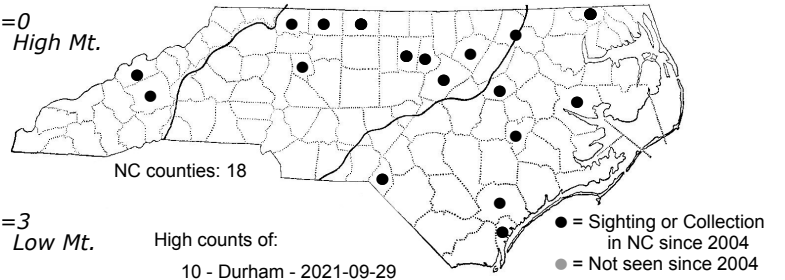 =0
High Mt.
NC counties: 18
=3
Low Mt.
High counts of:
10 - Durham - 2021-09-29
● = Sighting or Collection
in NC since 2004
● = Not seen since 2004